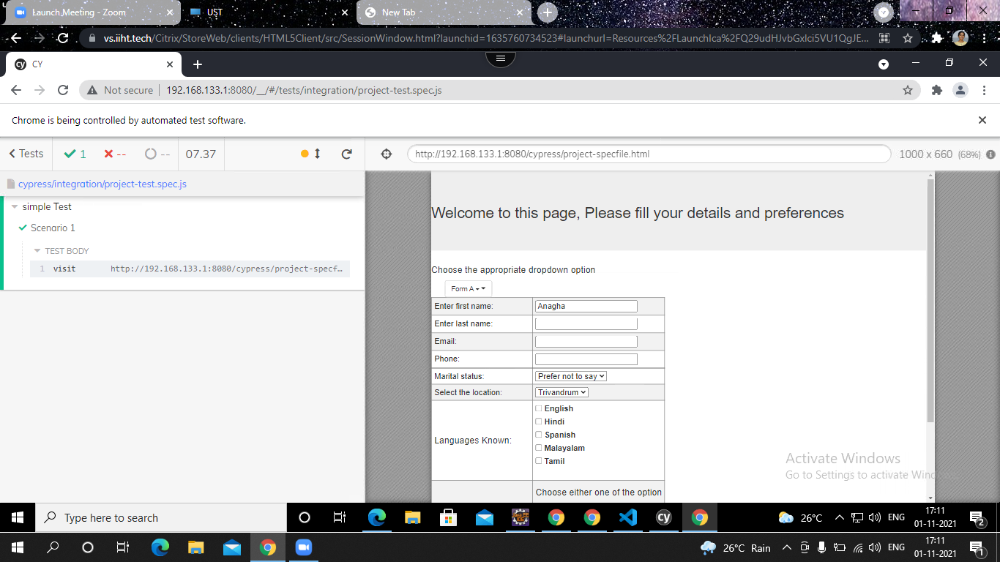 Launch Meeting - Zoom
UST
New Tab
vs.iiht.tech/Citrix/StoreWeb/clients/HTML5Client/src/SessionWindow.html?launchid=1635760734523#launchurl=Resources%2FLaunchIca%2FQ29udHJvbGxlci5VU1QgJE...
cy CY
Not secure 192.168.133.1:8080/__/#/tests/integration/project-test.spec.js
Chrome is being controlled by automated test software.
Tests 1 -- -- 07.37
http://192.168.133.1:8080/cypress/project-specfile.html
1000 x 660 (68%)
cypress/integration/project-test.spec.js
simple Test
Scenario 1
TEST BODY
1 visit http://192.168.133.1:8080/cypress/project-specf…
Welcome to this page, Please fill your details and preferences
Choose the appropriate dropdown option
Form A
Enter first name: Anagha
Enter last name:
Email:
Phone:
Marital status: Prefer not to say
Select the location: Trivandrum
Languages Known:
English
Hindi
Spanish
Malayalam
Tamil
Choose either one of the option
Activate Windows
Go to Settings to activate Windows.
Type here to search
Java EE
IDE
cy
26°C
ENG
17:11
01-11-2021
2
26°C Rain
ENG
17:11
01-11-2021
1